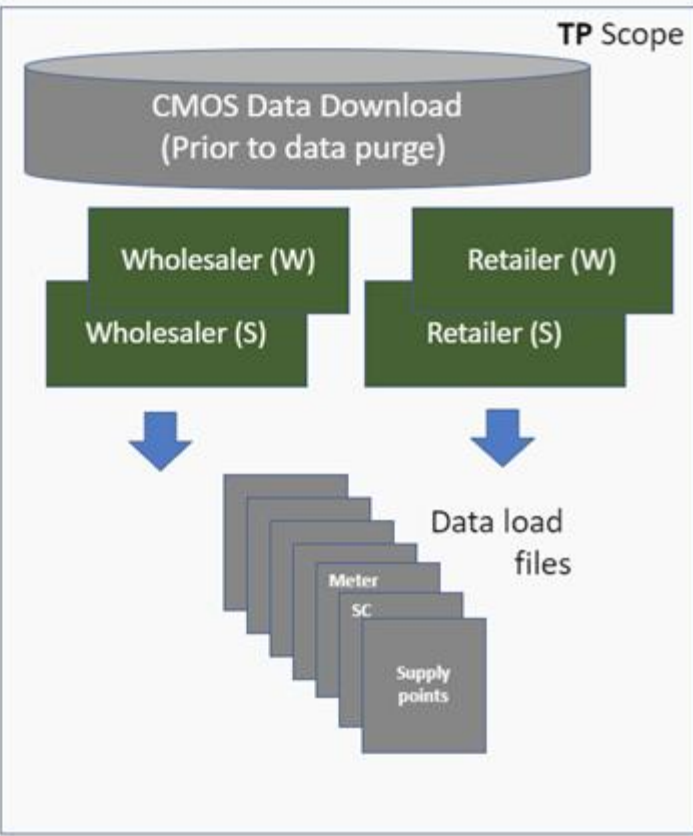 TP Scope
CMOS Data Download
(Prior to data purge)
Wholesaler (W)
Retailer (W)
Wholesaler (S)
Retailer (S)
Data load
files
Meter
SC
Supply
points